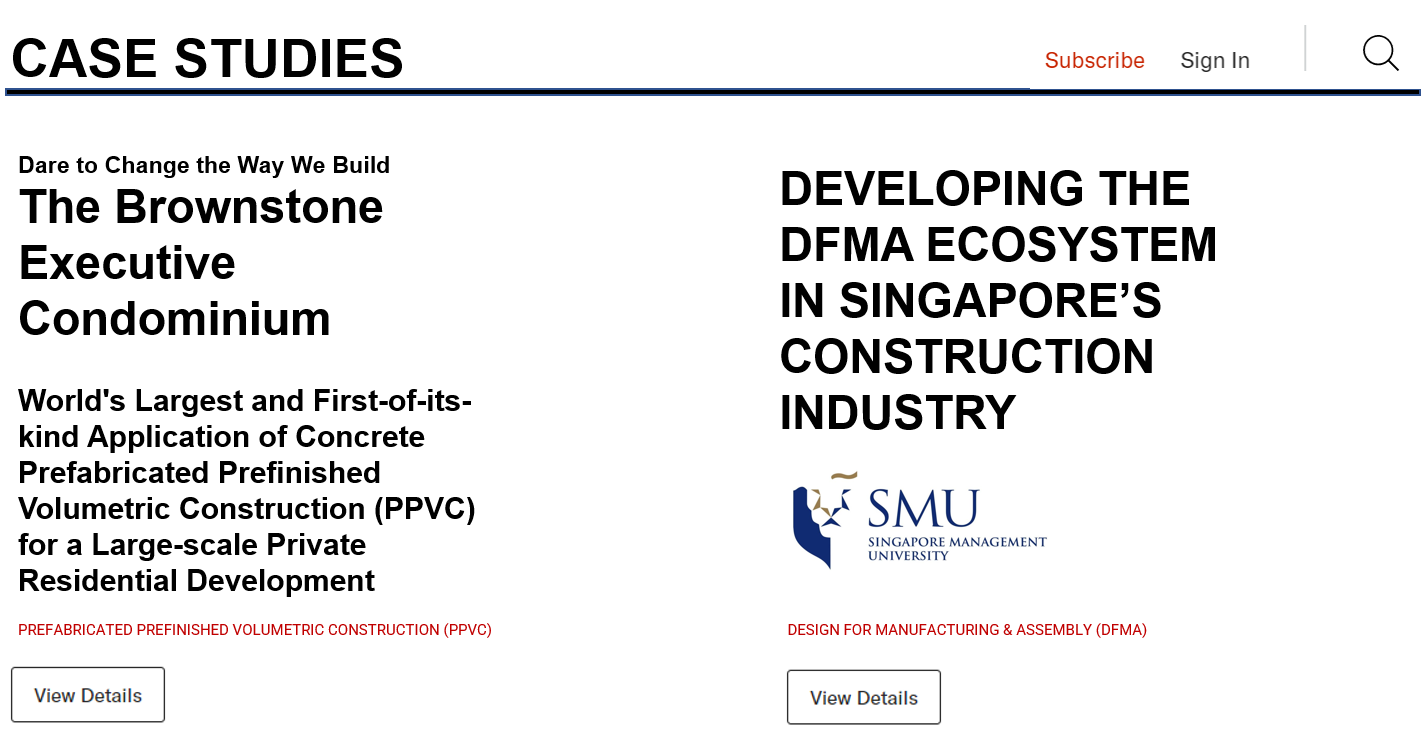 CASE STUDIES
Subscribe
Sign In
Dare to Change the Way We Build
The Brownstone
Executive
Condominium
World's Largest and First-of-its-
kind Application of Concrete
Prefabricated Prefinished
Volumetric Construction (PPVC)
for a Large-scale Private
Residential Development
PREFABRICATED PREFINISHED VOLUMETRIC CONSTRUCTION (PPVC)
View Details
DEVELOPING THE
DFMA ECOSYSTEM
IN SINGAPORE’S
CONSTRUCTION
INDUSTRY
SMU
SINGAPORE MANAGEMENT
UNIVERSITY
DESIGN FOR MANUFACTURING & ASSEMBLY (DFMA)
View Details